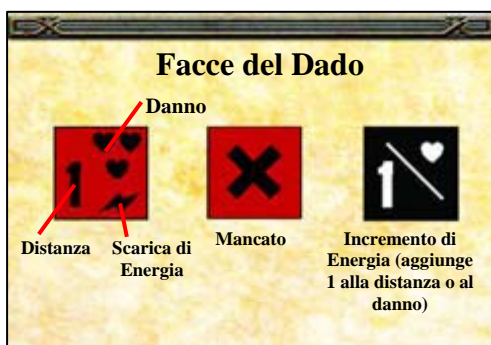 Facce del Dado
Danno
1
1
Distanza
Scarica di
Energia
Mancato
Incremento di
Energia (aggiunge
1 alla distanza o al
danno)